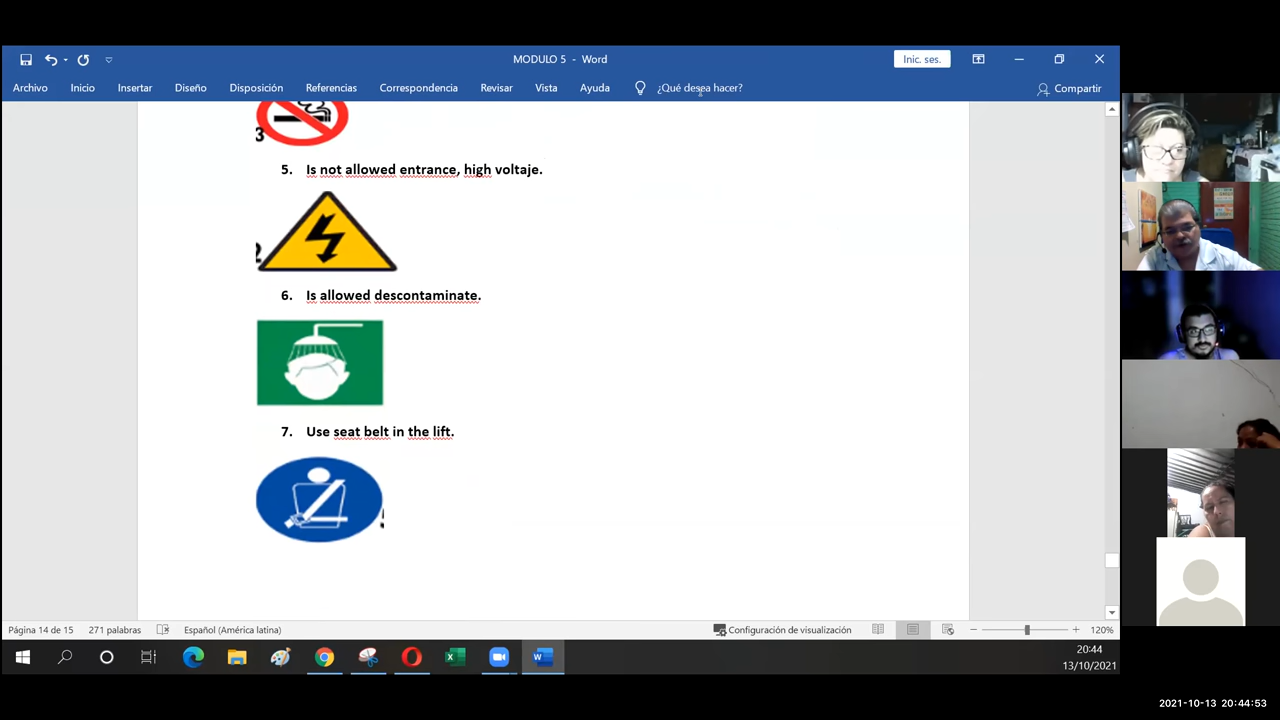 MODULO 5 - Word
Inic. ses.
Archivo Inicio Insertar Diseño Disposición Referencias Correspondencia Revisar Vista Ayuda ¿Qué desea hacer? Compartir
3
5. Is not allowed entrance, high voltaje.
2
6. Is allowed descontaminate.
7. Use seat belt in the lift.
Página 14 de 15 271 palabras Español (América latina) Configuración de visualización 120%
20:44
13/10/2021
2021-10-13 20:44:53